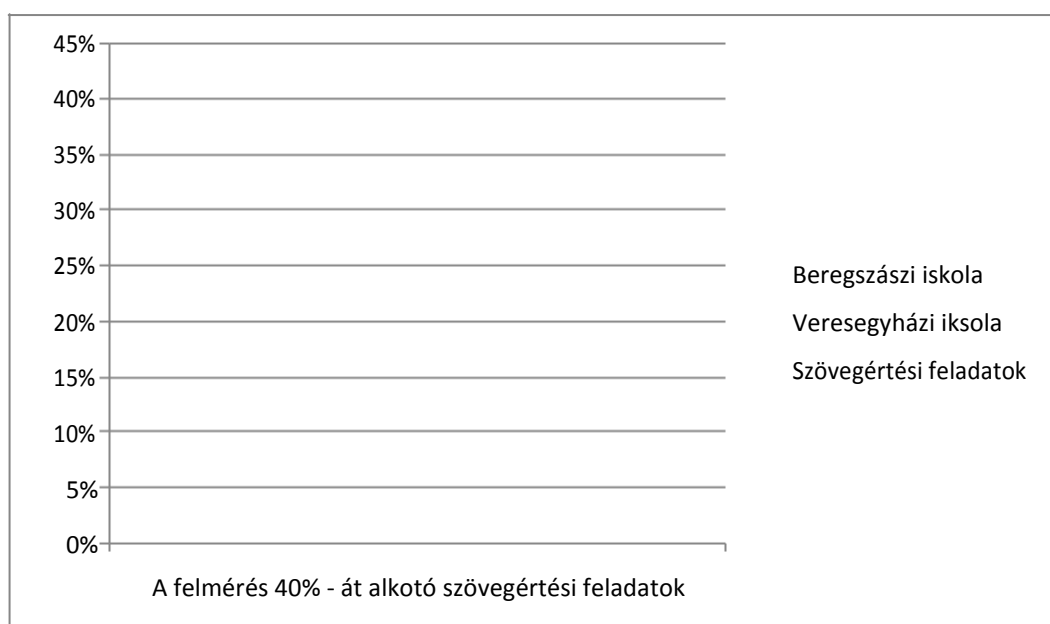 45%
40%
35%
30%
25%
20%
15%
10%
5%
0%
Beregszászi iskola
Veresegyházi iksola
Szövegértési feladatok
A felmérés 40% - át alkotó szövegértési feladatok